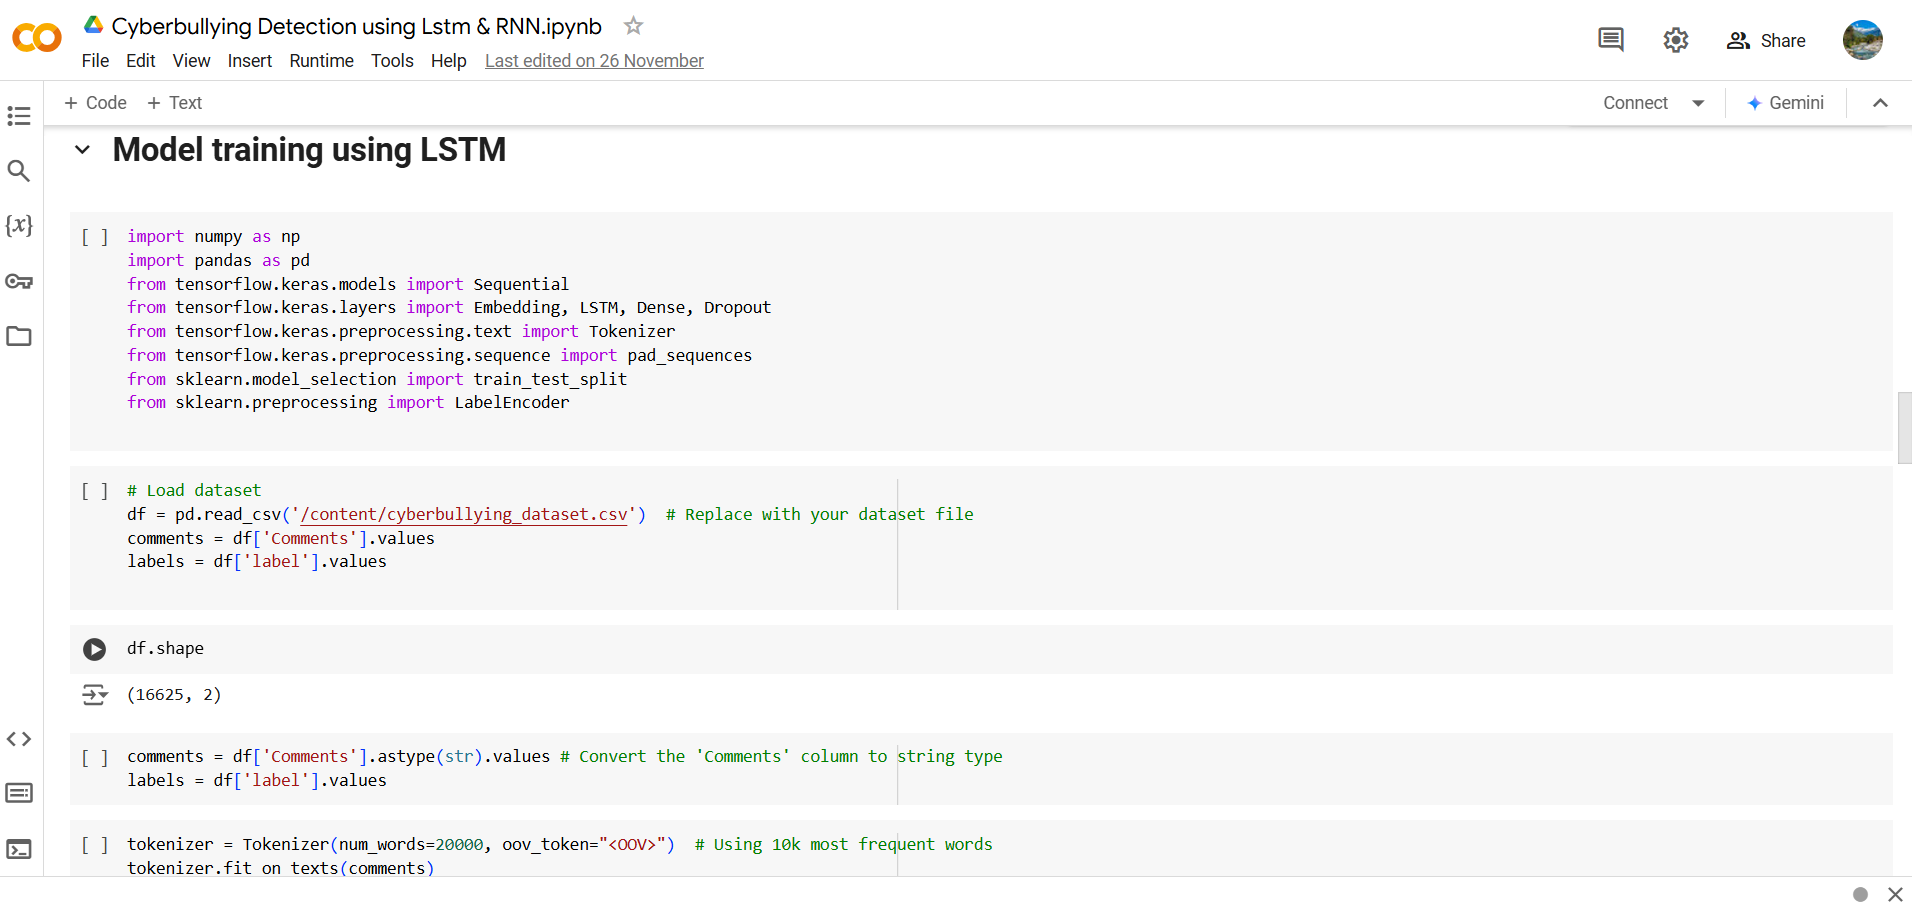 Cyberbullying Detection using Lstm & RNN.ipynb
File Edit View Insert Runtime Tools Help Last edited on 26 November
Share
+ Code + Text
Connect
Gemini
Model training using LSTM
[ ] import numpy as np
import pandas as pd
from tensorflow.keras.models import Sequential
from tensorflow.keras.layers import Embedding, LSTM, Dense, Dropout
from tensorflow.keras.preprocessing.text import Tokenizer
from tensorflow.keras.preprocessing.sequence import pad_sequences
from sklearn.model_selection import train_test_split
from sklearn.preprocessing import LabelEncoder
[ ] # Load dataset
df = pd.read_csv('/content/cyberbullying_dataset.csv')  # Replace with your dataset file
comments = df['Comments'].values
labels = df['label'].values
df.shape
(16625, 2)
[ ] comments = df['Comments'].astype(str).values # Convert the 'Comments' column to string type
labels = df['label'].values
[ ] tokenizer = Tokenizer(num_words=20000, oov_token="<OOV>")  # Using 10k most frequent words
tokenizer.fit_on_texts(comments)